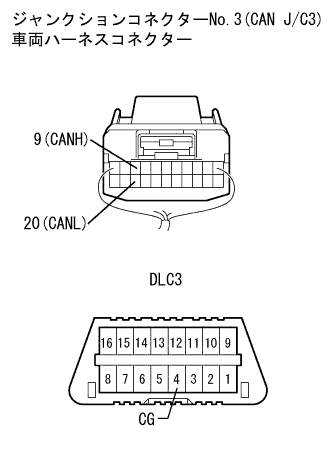 ジャンクションコネクターNo.3(CAN J/C3)
車両ハーネスコネクター
9(CANH)
20(CANL)
DLC3
16 15 14 13 12 11 10 9
8 7 6 5 4 3 2 1
CG